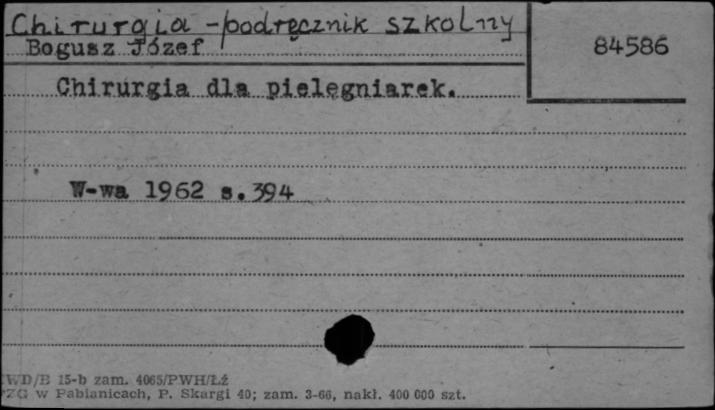 Chirurgia - podręcznik szkolny
Bogusz Józef
84586
Chirurgia dla pielęgniarek.
W-wa 1962 s.394
WD/B 15-b zam. 4065/PWH/Łź
PZG w Pabianicach, P. Skargi 40; zam. 3-66, nakł. 400 000 szt.